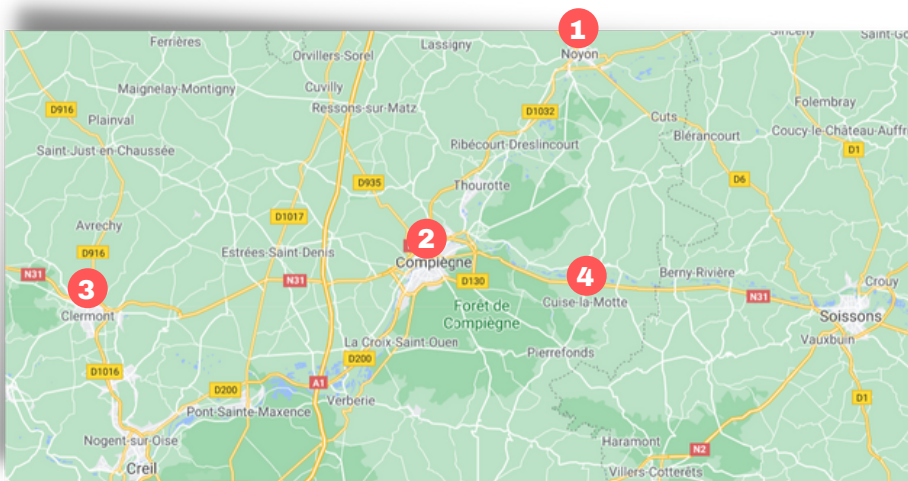 1
Ferrières
Lassigny
Sinceny
Saint-Go
Orvillers-Sorel
Noyon
Maignelay-Montigny
Cuvilly
D916
Ressons-sur-Matz
D1032
Folembray
Plainval
Cuts
Blérancourt
Coucy-le-Château-Auffri
Saint-Just-en-Chaussée
Ribécourt-Dreslincourt
D1
D935
Thourotte
D6
D1017
Avrechy
2
D916
Estrées-Saint-Denis
Compiègne
4
Berny-Rivière
N31
3
N31
D130
Crouy
Clermont
Forêt de
Compiègne
Cuise-la-Motte
N31
Soissons
La Croix-Saint-Ouen
Vauxbuin
D200
Pierrefonds
D1016
A1
D200
Verberie
D1
Pont-Sainte-Maxence
Nogent-sur-Oise
Haramont
N2
Creil
Villers-Cotterêts